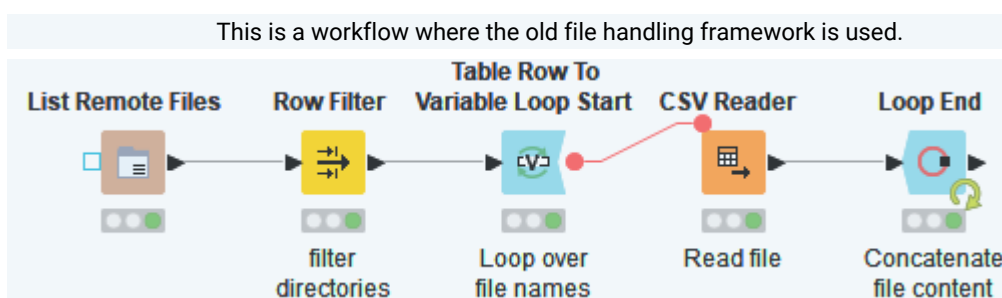 This is a workflow where the old file handling framework is used.
Table Row To
List Remote Files Row Filter Variable Loop Start CSV Reader Loop End
V
filter Loop over Read file Concatenate
directories file names file content